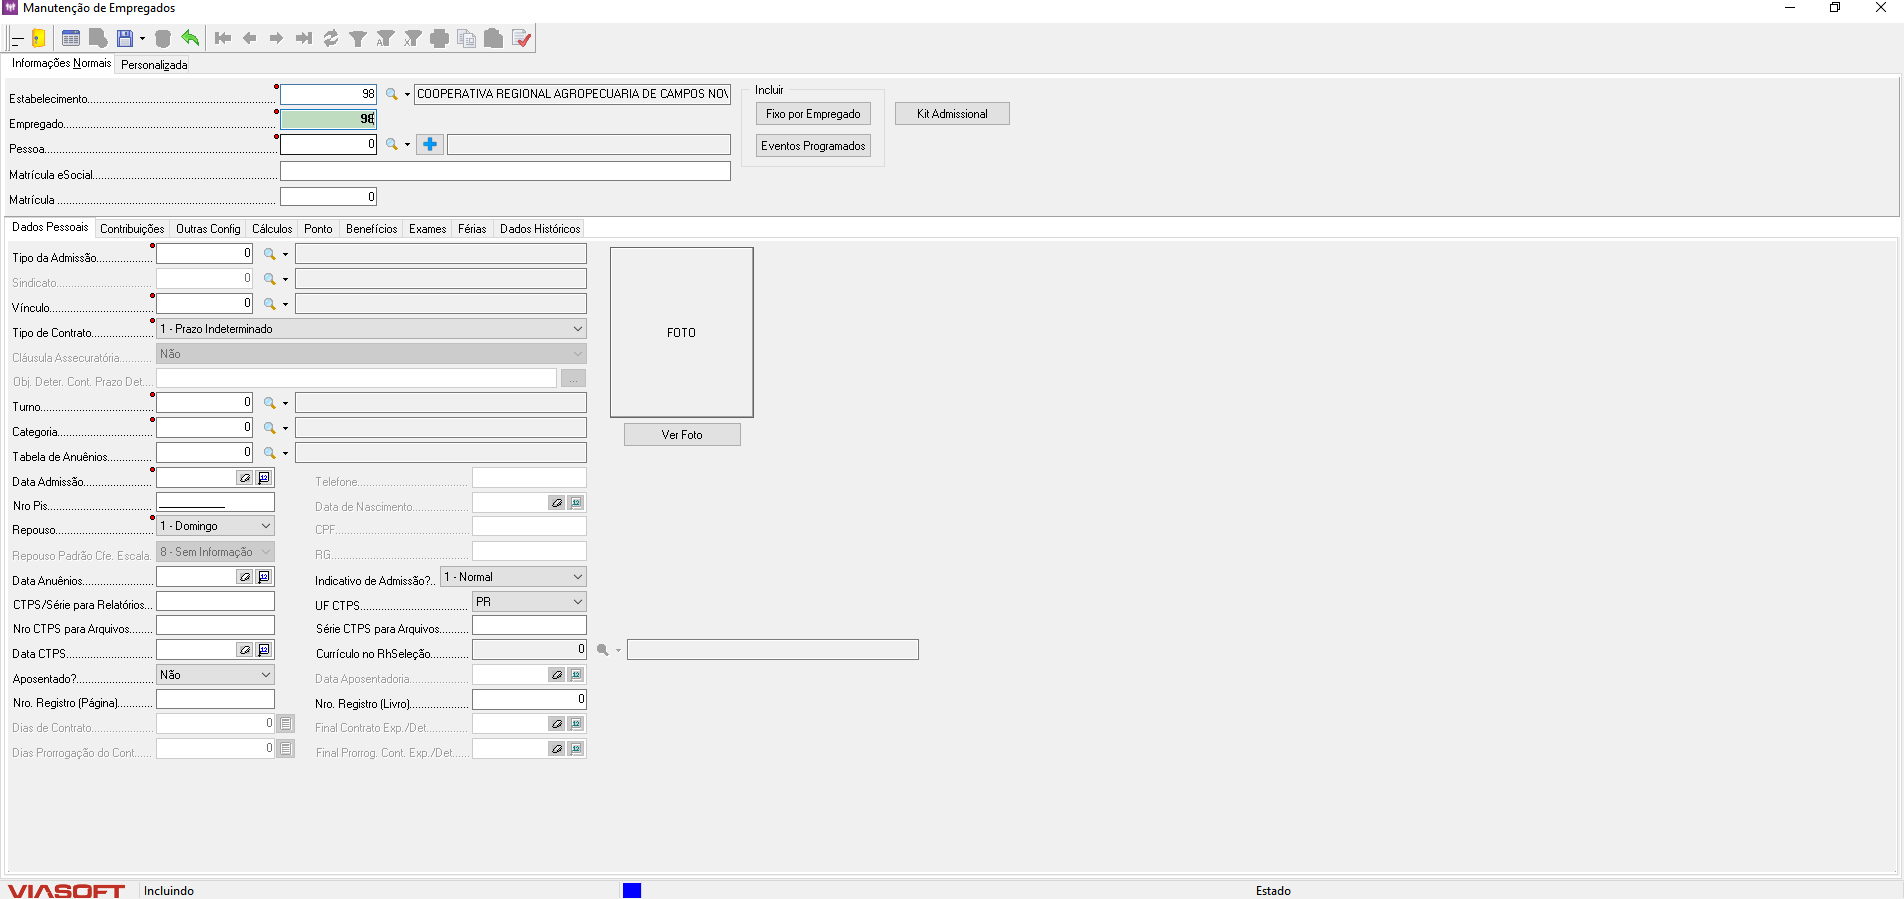 Manutenção de Empregados
Informações Normais Personalizada
Estabelecimento 98 COOPERATIVA REGIONAL AGROPECUARIA DE CAMPOS NOV
Empregado 98
Pessoa 0
Matrícula eSocial
Matrícula 0
Incluir
Fixo por Empregado
Eventos Programados
Kit Admissional
Dados Pessoais Contribuições Outras Config Cálculos Ponto Benefícios Exames Férias Dados Históricos
Tipo da Admissão 0
Sindicato 0
Vínculo 0
Tipo de Contrato 1 - Prazo Indeterminado
Cláusula Assecuratória Não
Obj. Deter. Cont. Prazo Det. ...
Turno 0
Categoria 0
Tabela de Anuênios 0
FOTO
Ver Foto
Data Admissão Telefone
Nro Pis Data de Nascimento
Repouso 1 - Domingo CPF
Repouso Padrão Cfe. Escala. 8 - Sem Informação RG
Data Anuênios Indicativo de Admissão?.. 1 - Normal
CTPS/Série para Relatórios... UF CTPS PR
Nro CTPS para Arquivos Série CTPS para Arquivos
Data CTPS Currículo no RhSeleção 0
Aposentado? Não Data Aposentadoria
Nro. Registro (Página) Nro. Registro (Livro) 0
Dias de Contrato 0 Final Contrato Exp./Det.
Dias Prorrogação do Cont. 0 Final Prorrog. Cont. Exp./Det.
VIASOFT Incluindo Estado